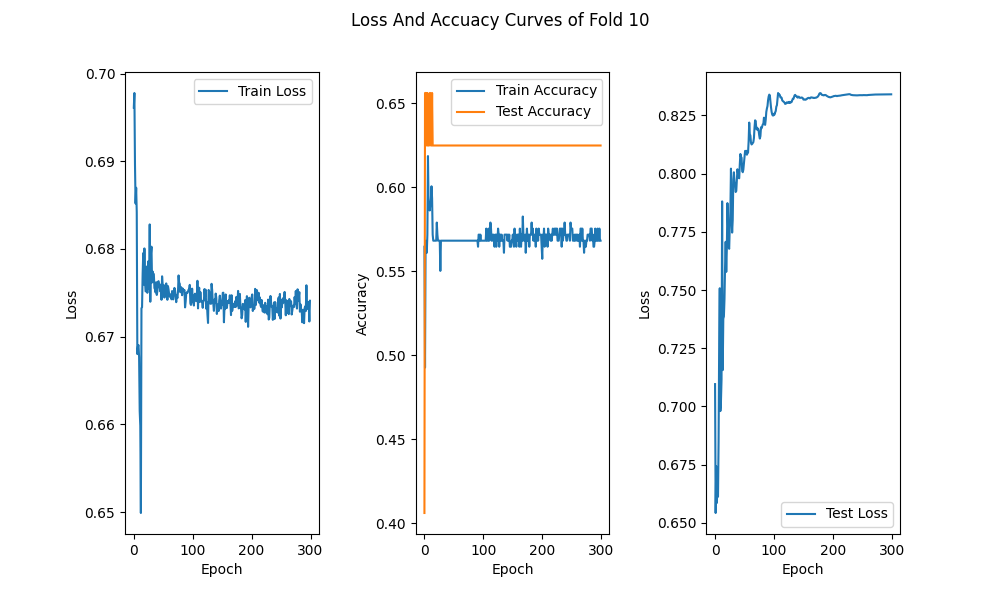 Loss And Accuacy Curves of Fold 10
0.70
0.69
0.68
0.67
0.66
0.65
Loss
0
100
200
300
Epoch
Train Loss
0.65
0.60
0.55
0.50
0.45
0.40
Accuracy
0
100
200
300
Epoch
Train Accuracy
Test Accuracy
0.825
0.800
0.775
0.750
0.725
0.700
0.675
0.650
Loss
0
100
200
300
Epoch
Test Loss